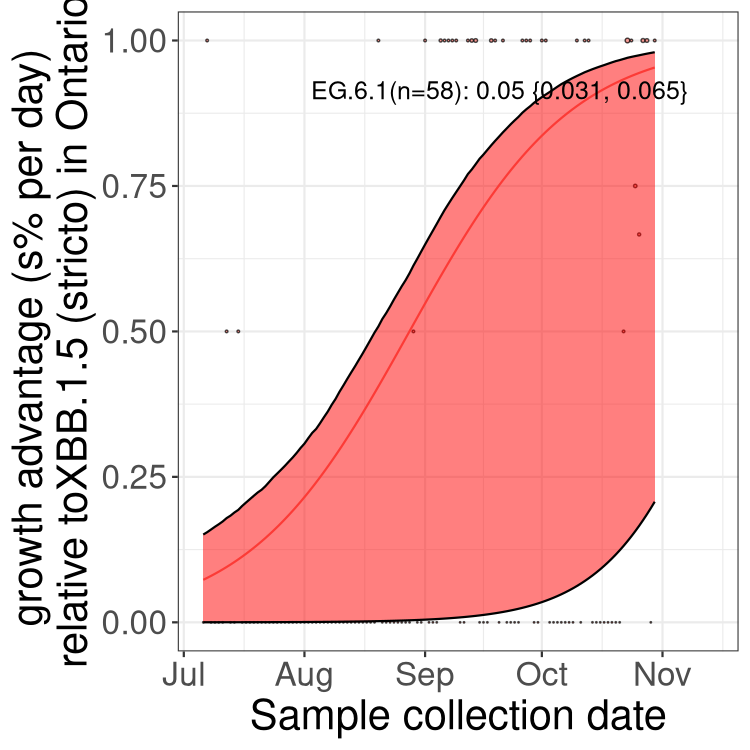 growth advantage (s% per day)
relative toXBB.1.5 (stricto) in Ontario
1.00
0.75
0.50
0.25
0.00
EG.6.1(n=58): 0.05 {0.031, 0.065}
Jul Aug Sep Oct Nov
Sample collection date